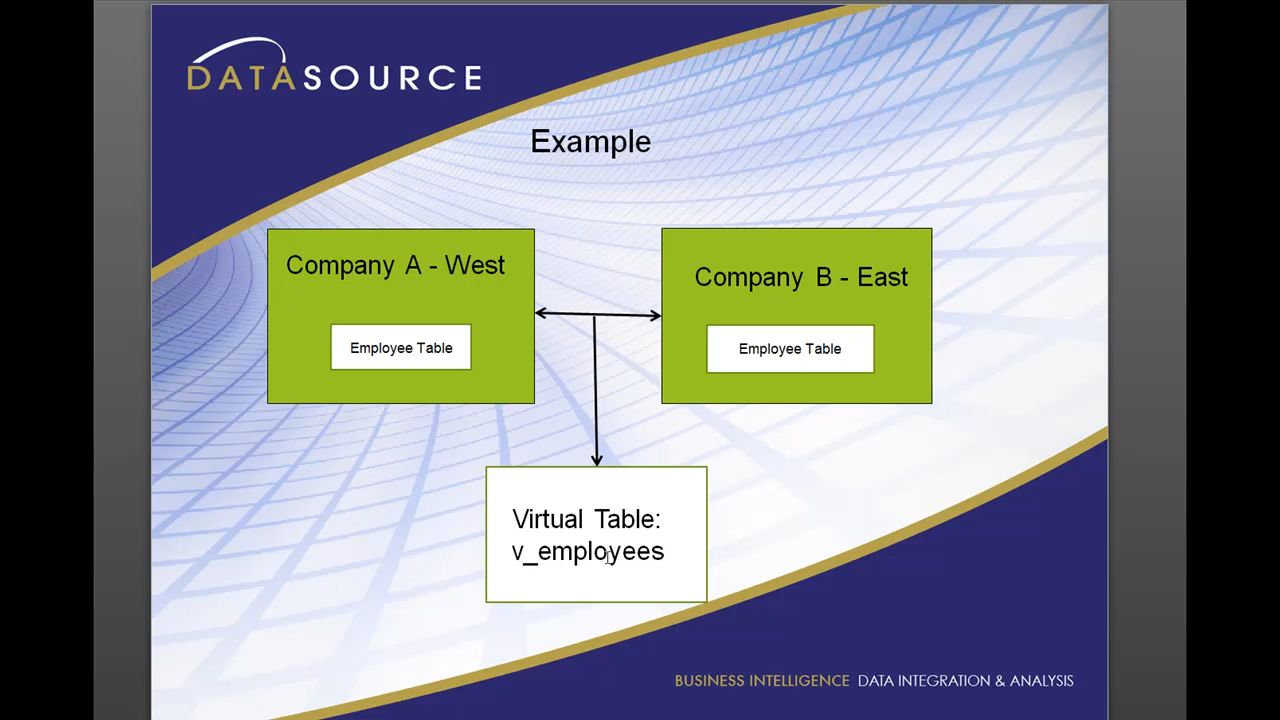 DATASOURCE
Example
Company A - West
Employee Table
Company B - East
Employee Table
Virtual Table:
v_employees
BUSINESS INTELLIGENCE DATA INTEGRATION & ANALYSIS